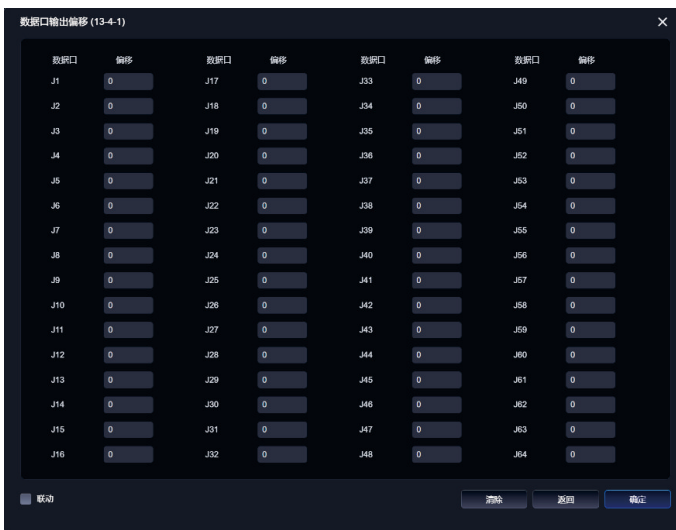 数据口输出偏移 (13-4-1)
数据口 偏移 数据口 偏移 数据口 偏移 数据口 偏移
J1 0 J17 0 J33 0 J49 0
J2 0 J18 0 J34 0 J50 0
J3 0 J19 0 J35 0 J51 0
J4 0 J20 0 J36 0 J52 0
J5 0 J21 0 J37 0 J53 0
J6 0 J22 0 J38 0 J54 0
J7 0 J23 0 J39 0 J55 0
J8 0 J24 0 J40 0 J56 0
J9 0 J25 0 J41 0 J57 0
J10 0 J26 0 J42 0 J58 0
J11 0 J27 0 J43 0 J59 0
J12 0 J28 0 J44 0 J60 0
J13 0 J29 0 J45 0 J61 0
J14 0 J30 0 J46 0 J62 0
J15 0 J31 0 J47 0 J63 0
J16 0 J32 0 J48 0 J64 0
联动 清除 返回 确定